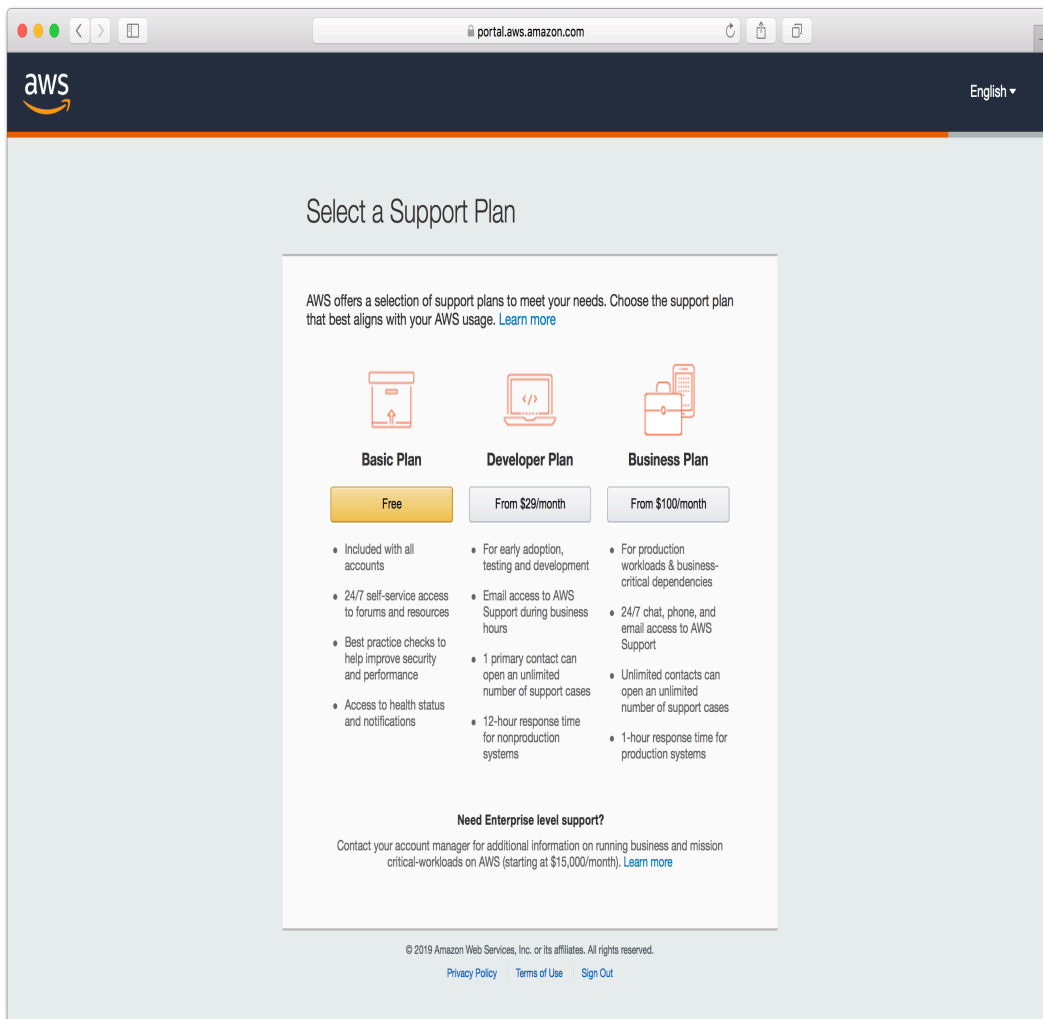 portal.aws.amazon.com
aws
English
Select a Support Plan
AWS offers a selection of support plans to meet your needs. Choose the support plan
that best aligns with your AWS usage. Learn more
</>
Basic Plan
Free
• Included with all
accounts
• 24/7 self-service access
to forums and resources
• Best practice checks to
help improve security
and performance
• Access to health status
and notifications
Developer Plan
From $29/month
• For early adoption,
testing and development
• Email access to AWS
Support during business
hours
• 1 primary contact can
open an unlimited
number of support cases
• 12-hour response time
for nonproduction
systems
Business Plan
From $100/month
• For production
workloads & business-
critical dependencies
• 24/7 chat, phone, and
email access to AWS
Support
• Unlimited contacts can
open an unlimited
number of support cases
• 1-hour response time for
production systems
Need Enterprise level support?
Contact your account manager for additional information on running business and mission
critical-workloads on AWS (starting at $15,000/month). Learn more
© 2019 Amazon Web Services, Inc. or its affiliates. All rights reserved.
Privacy Policy | Terms of Use | Sign Out